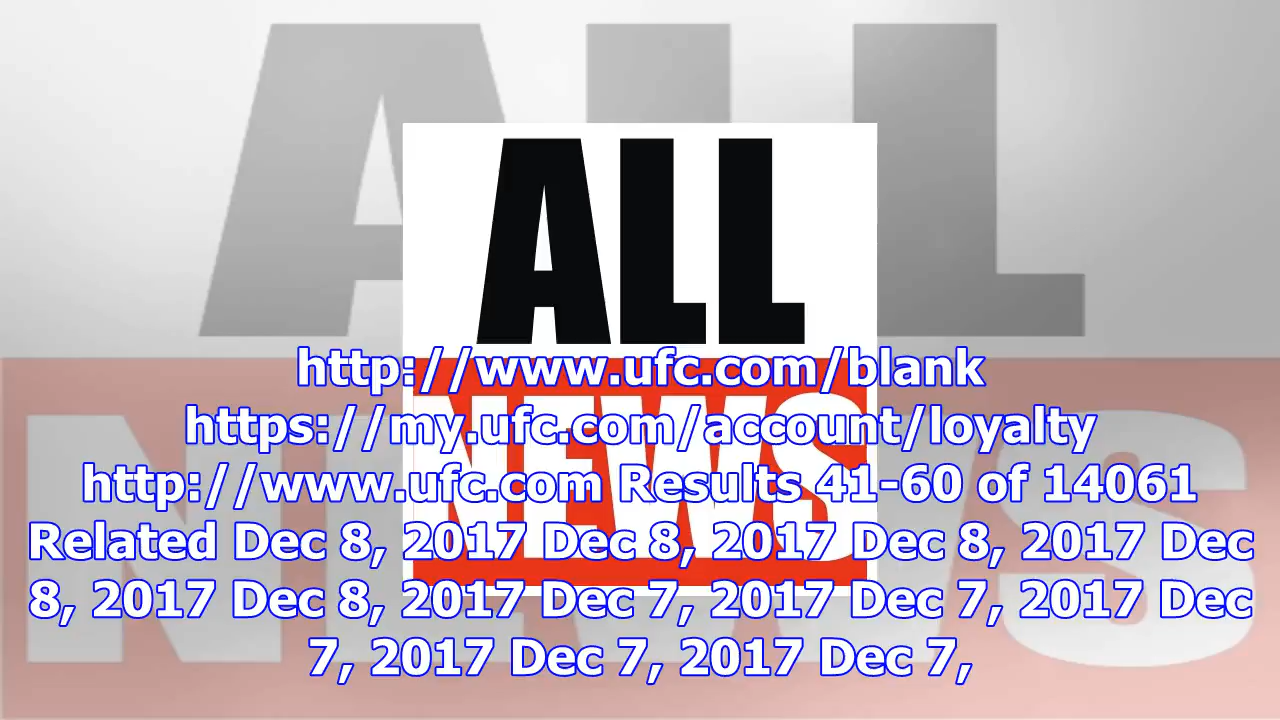 ALL
NEWS
http://www.ufc.com/blank
https://my.ufc.com/account/loyalty
http://www.ufc.com Results 41-60 of 14061
Related Dec 8, 2017 Dec 8, 2017 Dec 8, 2017 Dec
8, 2017 Dec 8, 2017 Dec 7, 2017 Dec 7, 2017 Dec
7, 2017 Dec 7, 2017 Dec 7,